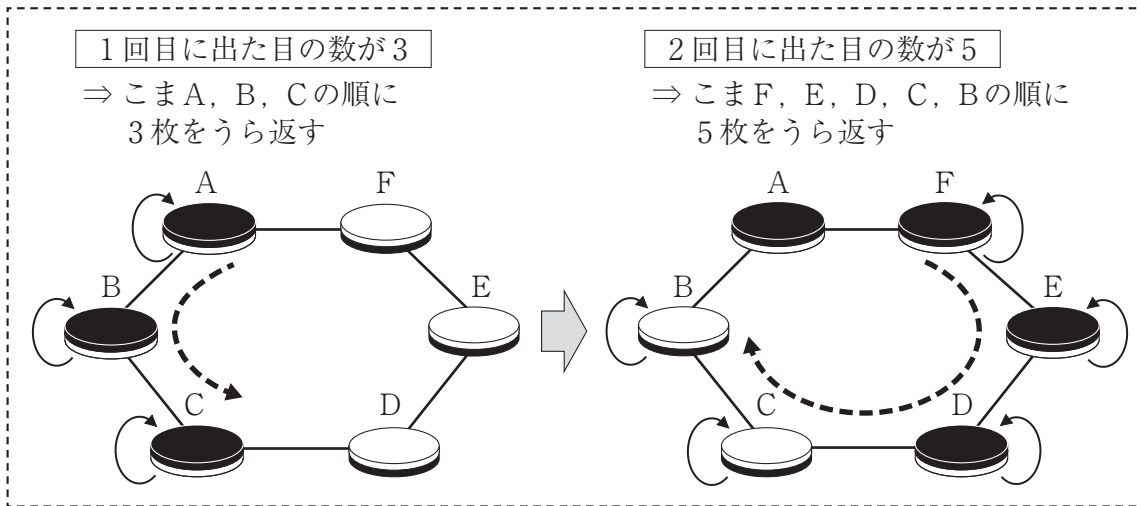 1回目に出た目の数が3
⇒ こまA，B，Cの順に
3枚をうら返す
A
F
B
E
C
D
2回目に出た目の数が5
⇒ こまF，E，D，C，Bの順に
5枚をうら返す
A
F
B
E
C
D